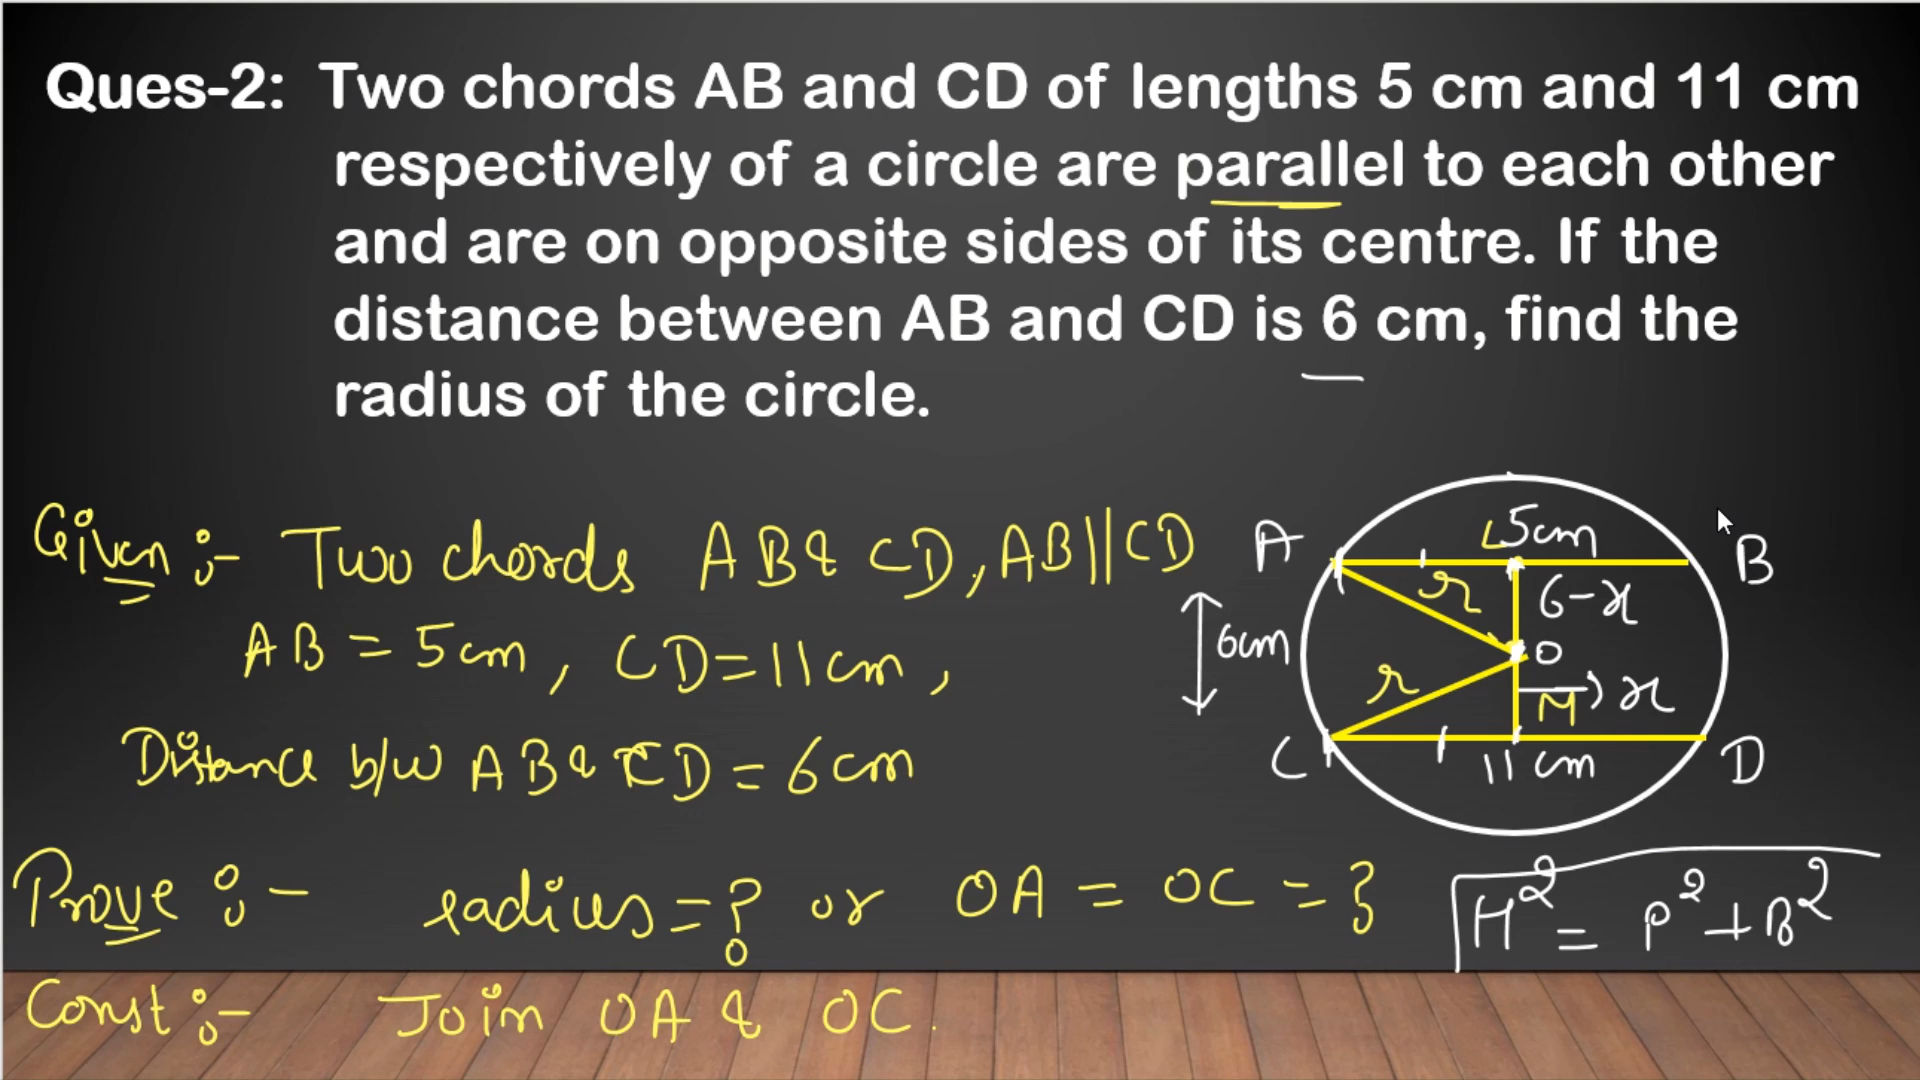 Ques-2: Two chords AB and CD of lengths 5 cm and 11 cm
respectively of a circle are parallel to each other
and are on opposite sides of its centre. If the
distance between AB and CD is 6 cm, find the
radius of the circle.
Given :- Two chords AB & CD, AB||CD
AB = 5cm, CD=11cm,
Distance b/w AB & CD = 6cm
Prove :- radius=? or OA = OC = ?
Const :- Join OA & OC.
A
L
5cm
B
r
6-x
6cm
O
r
M
x
C
11 cm
D
H² = P²+B²